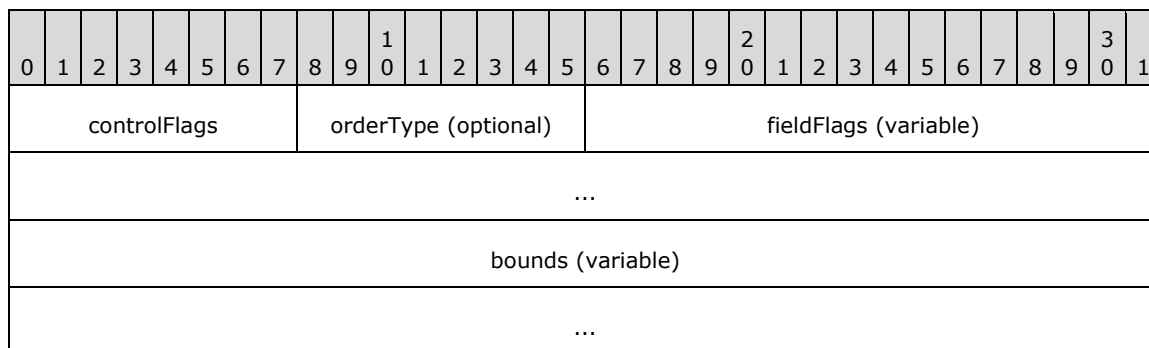 1 2 3
0 1 2 3 4 5 6 7 8 9 0 1 2 3 4 5 6 7 8 9 0 1 2 3 4 5 6 7 8 9 0 1
controlFlags orderType (optional) fieldFlags (variable)
...
bounds (variable)
...